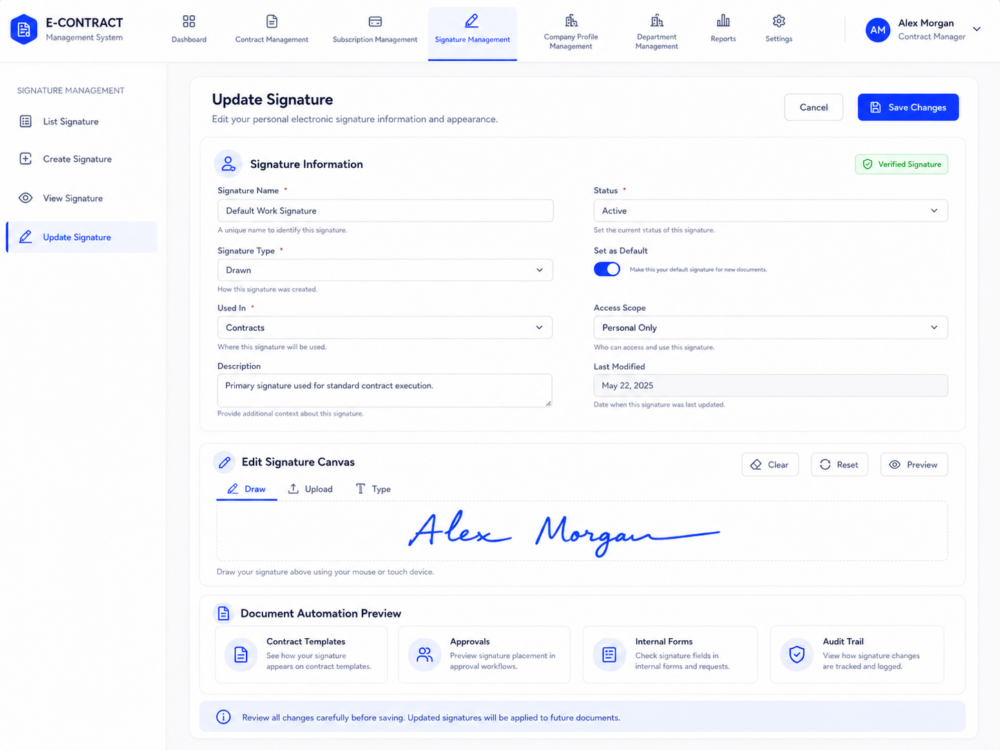 E-CONTRACT
Management System
Dashboard
Contract Management
Subscription Management
Signature Management
Company Profile
Management
Department
Management
Reports
Settings
AM
Alex Morgan
Contract Manager
SIGNATURE MANAGEMENT
List Signature
Create Signature
View Signature
Update Signature
Update Signature
Edit your personal electronic signature information and appearance.
Cancel
Save Changes
Signature Information
Verified Signature
Signature Name *
Default Work Signature
A unique name to identify this signature.
Status *
Active
Set the current status of this signature.
Signature Type *
Drawn
How this signature was created.
Set as Default
Make this your default signature for new documents.
Used In *
Contracts
Where this signature will be used.
Access Scope
Personal Only
Who can access and use this signature.
Description
Primary signature used for standard contract execution.
Provide additional context about this signature.
Last Modified
May 22, 2025
Date when this signature was last updated.
Edit Signature Canvas
Clear
Reset
Preview
Draw
Upload
Type
Alex Morgan
Draw your signature above using your mouse or touch device.
Document Automation Preview
Contract Templates
See how your signature
appears on contract templates.
Approvals
Preview signature placement in
approval workflows.
Internal Forms
Check signature fields in
internal forms and requests.
Audit Trail
View how signature changes
are tracked and logged.
Review all changes carefully before saving. Updated signatures will be applied to future documents.